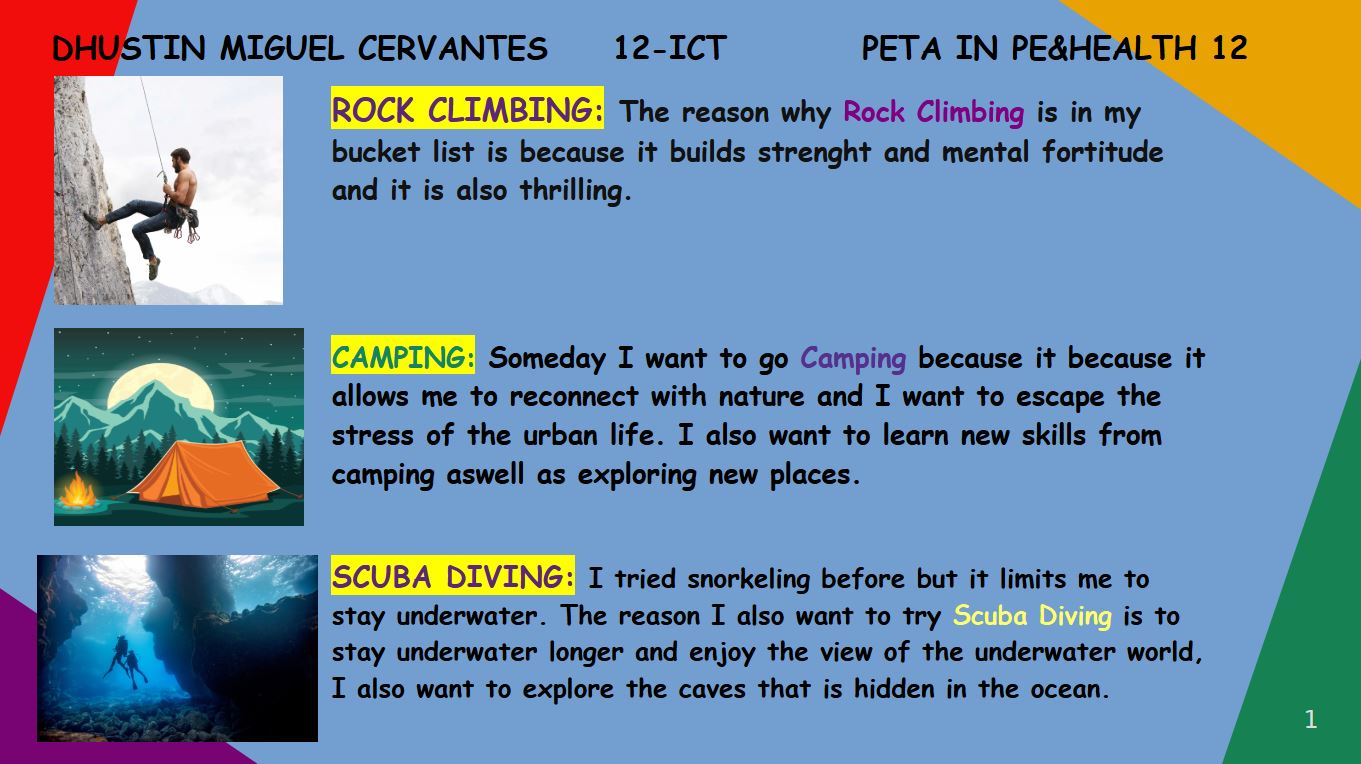 DHUSTIN MIGUEL CERVANTES 12-ICT PETA IN PE&HEALTH 12
ROCK CLIMBING: The reason why Rock Climbing is in my
bucket list is because it builds strenght and mental fortitude
and it is also thrilling.
CAMPING: Someday I want to go Camping because it because it
allows me to reconnect with nature and I want to escape the
stress of the urban life. I also want to learn new skills from
camping aswell as exploring new places.
SCUBA DIVING: I tried snorkeling before but it limits me to
stay underwater. The reason I also want to try Scuba Diving is to
stay underwater longer and enjoy the view of the underwater world,
I also want to explore the caves that is hidden in the ocean.
1